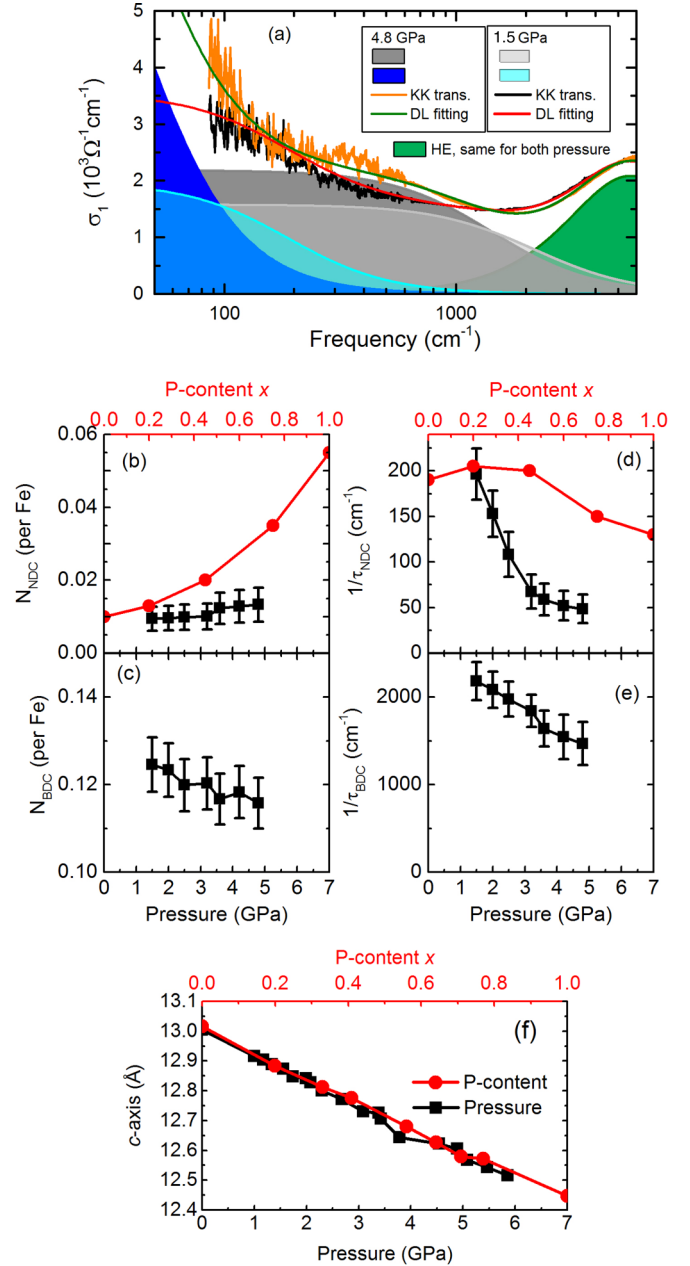 (a)
4.8 GPa 1.5 GPa
KK trans. KK trans.
DL fitting DL fitting
HE, same for both pressure
σ₁ (10³Ω⁻¹cm⁻¹)
5
4
3
2
1
0
100 1000
Frequency (cm⁻¹)
P-content x
0.0 0.2 0.4 0.6 0.8 1.0
(b)
N_NDC (per Fe)
0.06
0.04
0.02
0.00
(c)
N_BDC (per Fe)
0.14
0.12
0.10
0 1 2 3 4 5 6 7
Pressure (GPa)
P-content x
0.0 0.2 0.4 0.6 0.8 1.0
(d)
1/τ_NDC (cm⁻¹)
200
150
100
50
0
(e)
1/τ_BDC (cm⁻¹)
2000
1000
0
0 1 2 3 4 5 6 7
Pressure (GPa)
P-content x
0.0 0.2 0.4 0.6 0.8 1.0
(f)
c-axis (Å)
13.1
13.0
12.9
12.8
12.7
12.6
12.5
12.4
P-content
Pressure
0 1 2 3 4 5 6 7
Pressure (GPa)